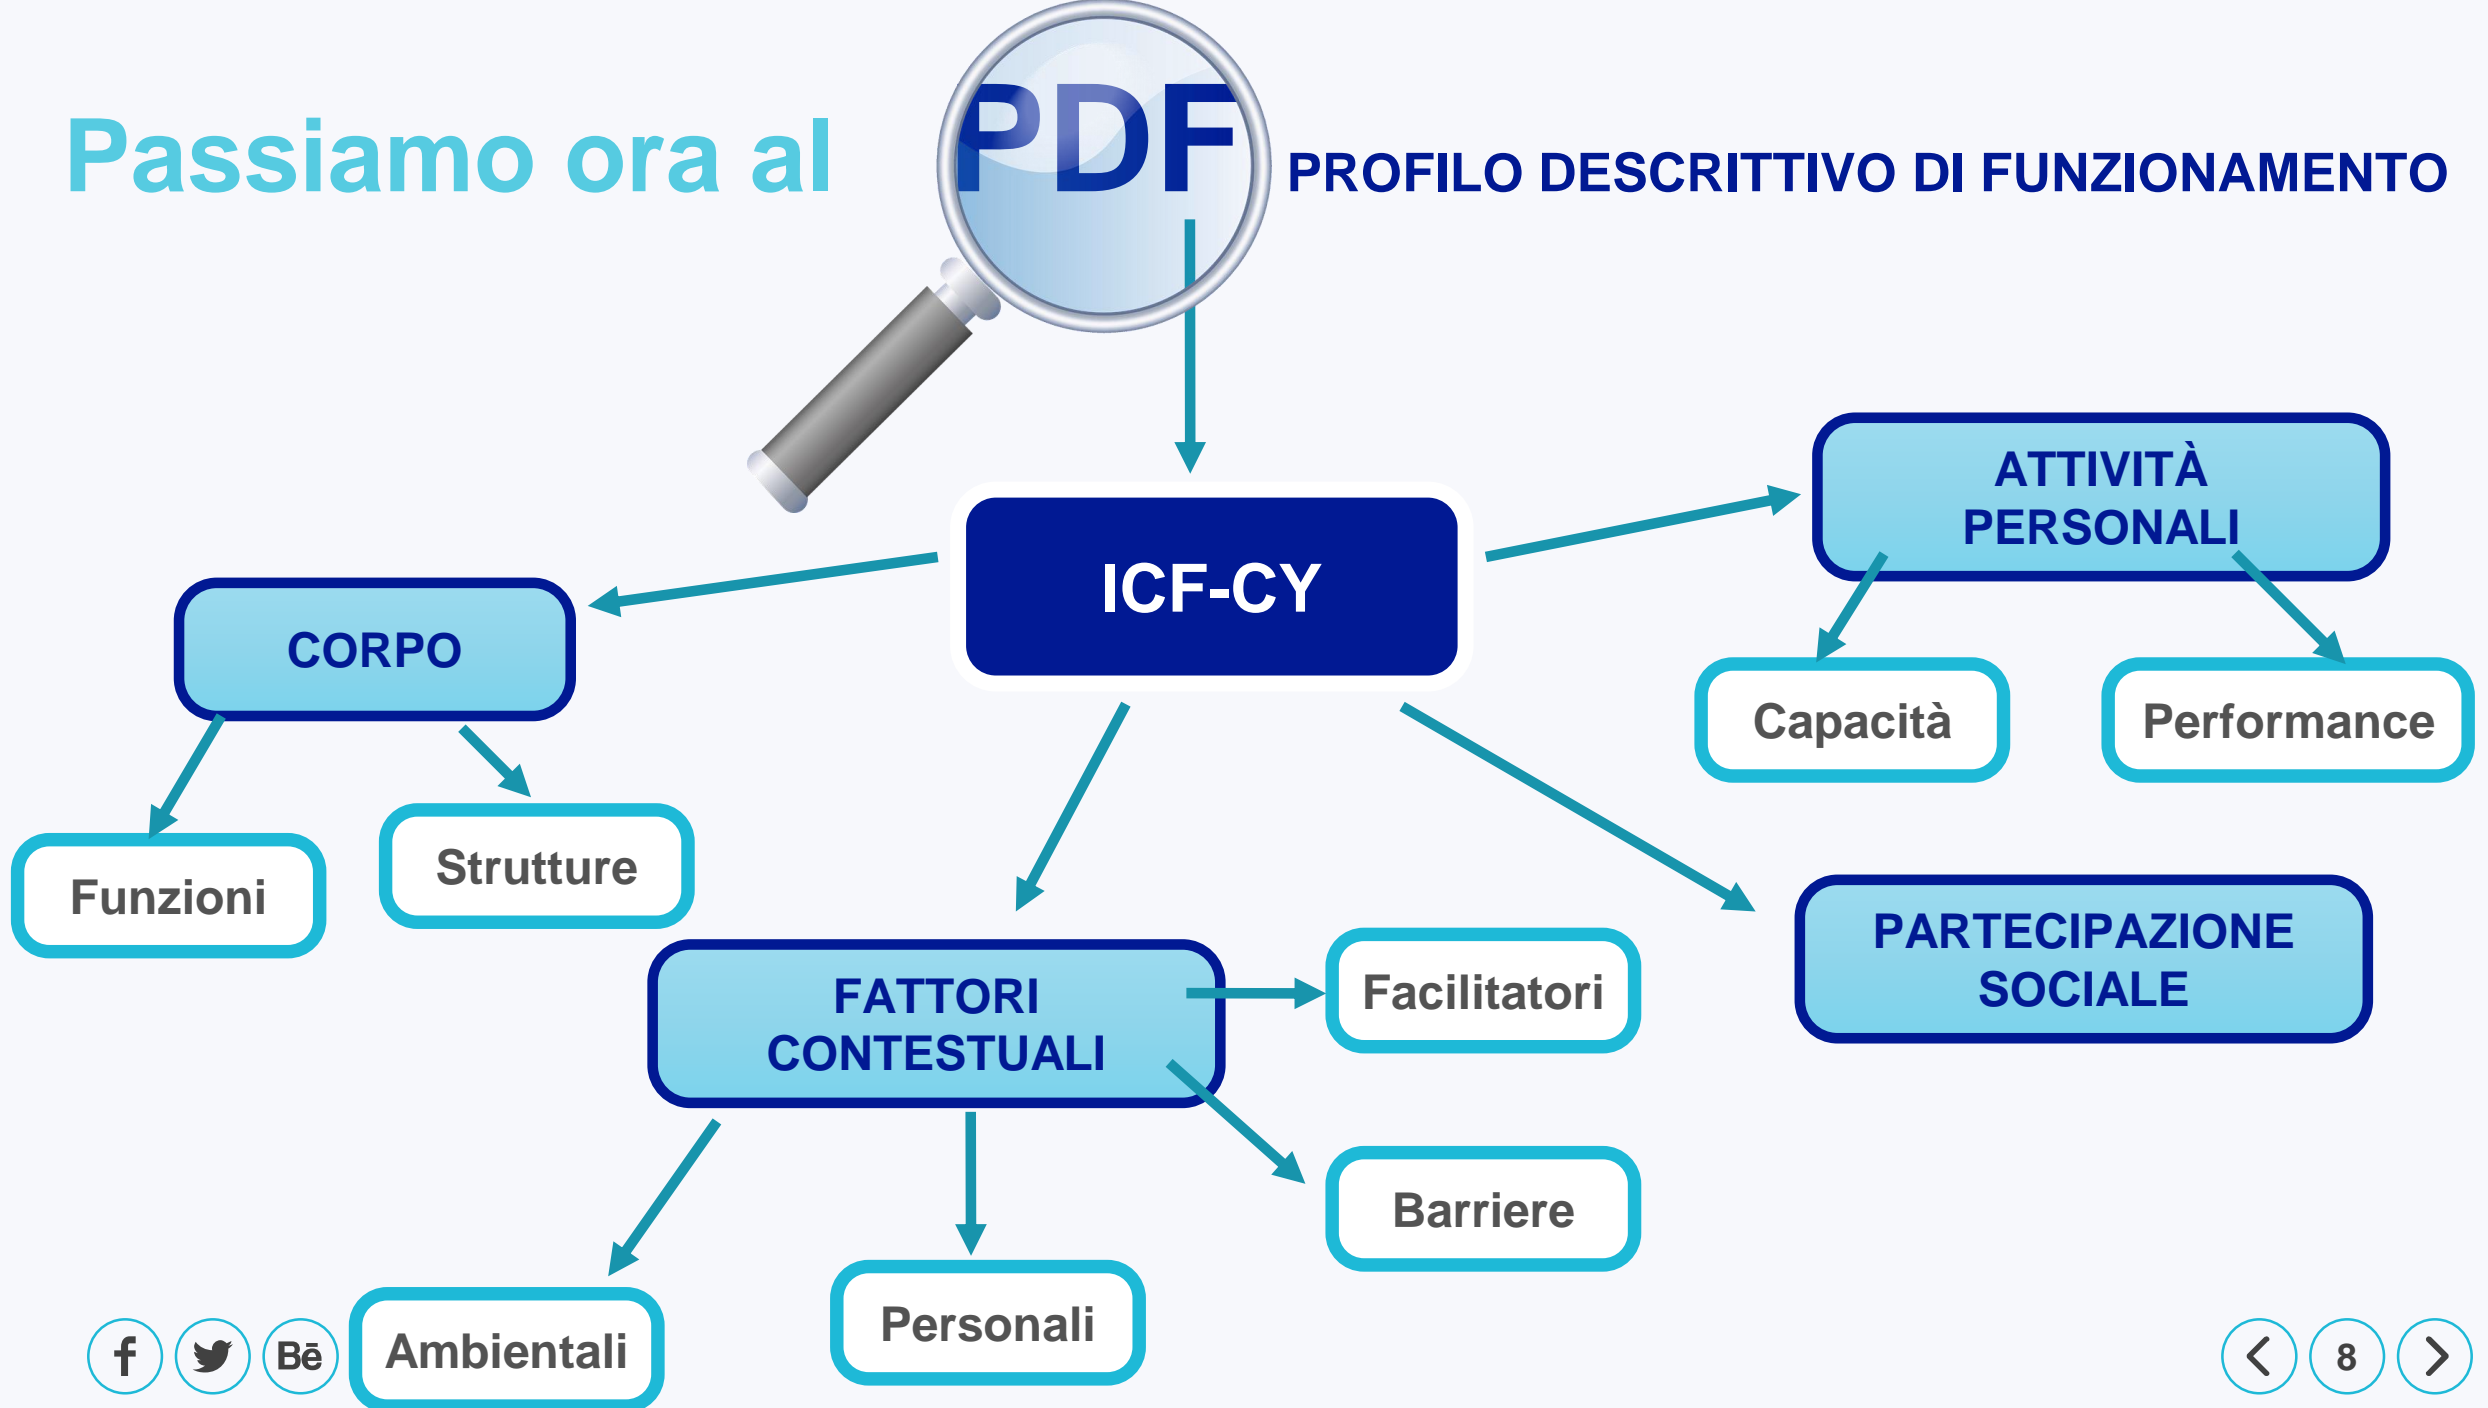 Passiamo ora al
PDF
PROFILO DESCRITTIVO DI FUNZIONAMENTO
ATTIVITÀ
PERSONALI
ICF-CY
CORPO
Capacità
Performance
Strutture
Funzioni
PARTECIPAZIONE
SOCIALE
FATTORI
CONTESTUALI
Facilitatori
Barriere
Personali
Ambientali
f
Bē
8